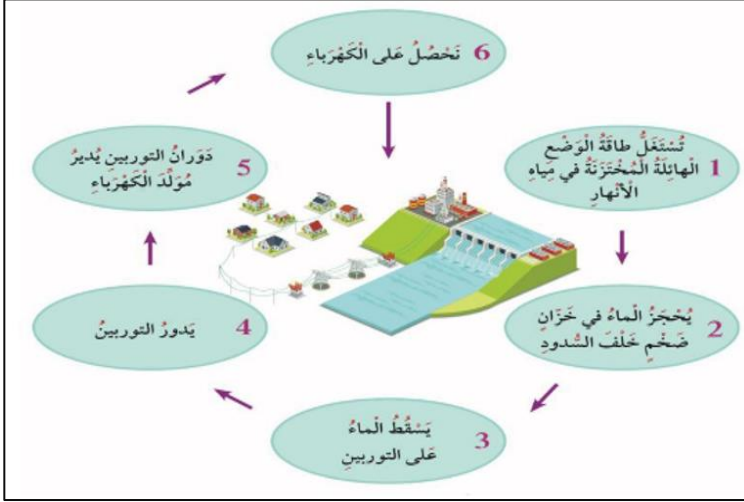 6 نَحْصُلُ عَلى الْكَهْرَباءِ
1 تُسْتَغَلُّ طاقَةُ الْوَضْعِ
الْهائِلَةُ الْمُخْتَزَنَةُ في مِياهِ
الْأَنْهارِ
2 يُحْجَزُ الْماءُ في خَزّانٍ
ضَخْمٍ خَلْفَ السُّدودِ
3 يَسْقُطُ الْماءُ
عَلى التوربينِ
4 يَدورُ التوربينُ
5 دَوَرانُ التوربينِ يُديرُ
مُوَلِّدَ الْكَهْرَباءِ